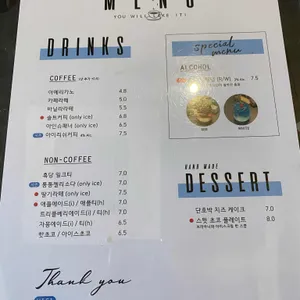 MENU
YOU WILL LIKE IT!
DRINKS
COFFEE
아메리카노 4.8
카페라떼 5.0
바닐라라떼 5.5
솔트커피 (only ice) 6.8
아인슈페너 (only ice) 6.5
아이리쉬커피 7.5
NON-COFFEE
흑당 밀크티 7.0
퐁퐁젤리소다 (only ice) 7.0
딸기라떼 (only ice) 7.5
애플에이드(i) / 애플티(h) 7.0
트리플베리에이드(i) / 티(h) 7.0
자몽에이드(i) / 티(h) 7.0
핫초코 / 아이스초코 6.5
Special
menu
ALCOHOL
7.5
HAND MADE
DESSERT
단호박 치즈 케이크 7.0
스윗 초코 플레이트 8.0
Thank you